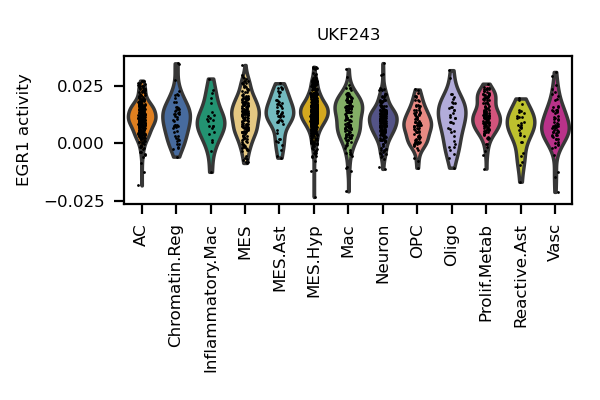 UKF243
EGR1 activity
0.025
0.000
−0.025
AC
Chromatin.Reg
Inflammatory.Mac
MES
MES.Ast
MES.Hyp
Mac
Neuron
OPC
Oligo
Prolif.Metab
Reactive.Ast
Vasc